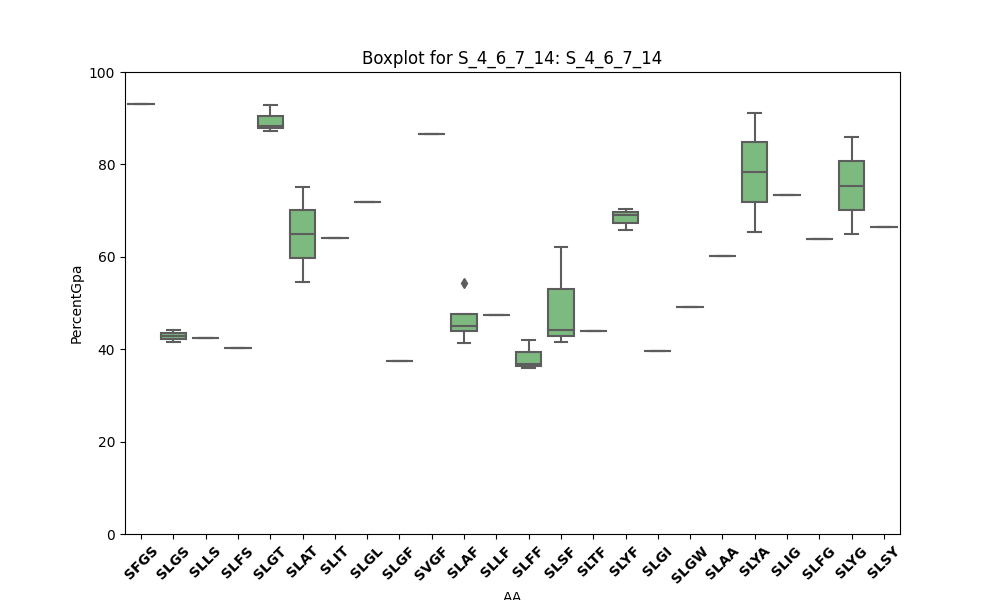 Boxplot for S_4_6_7_14: S_4_6_7_14
100
80
60
40
20
0
PercentGpa
SFGS SLGS SLLS SLFS SLGT SLAT SLIT SLGL SLGF SVGF SLAF SLLF SLFF SLSF SLTF SLYF SLGI SLGW SLAA SLYA SLIG SLFG SLYG SLSY
AA